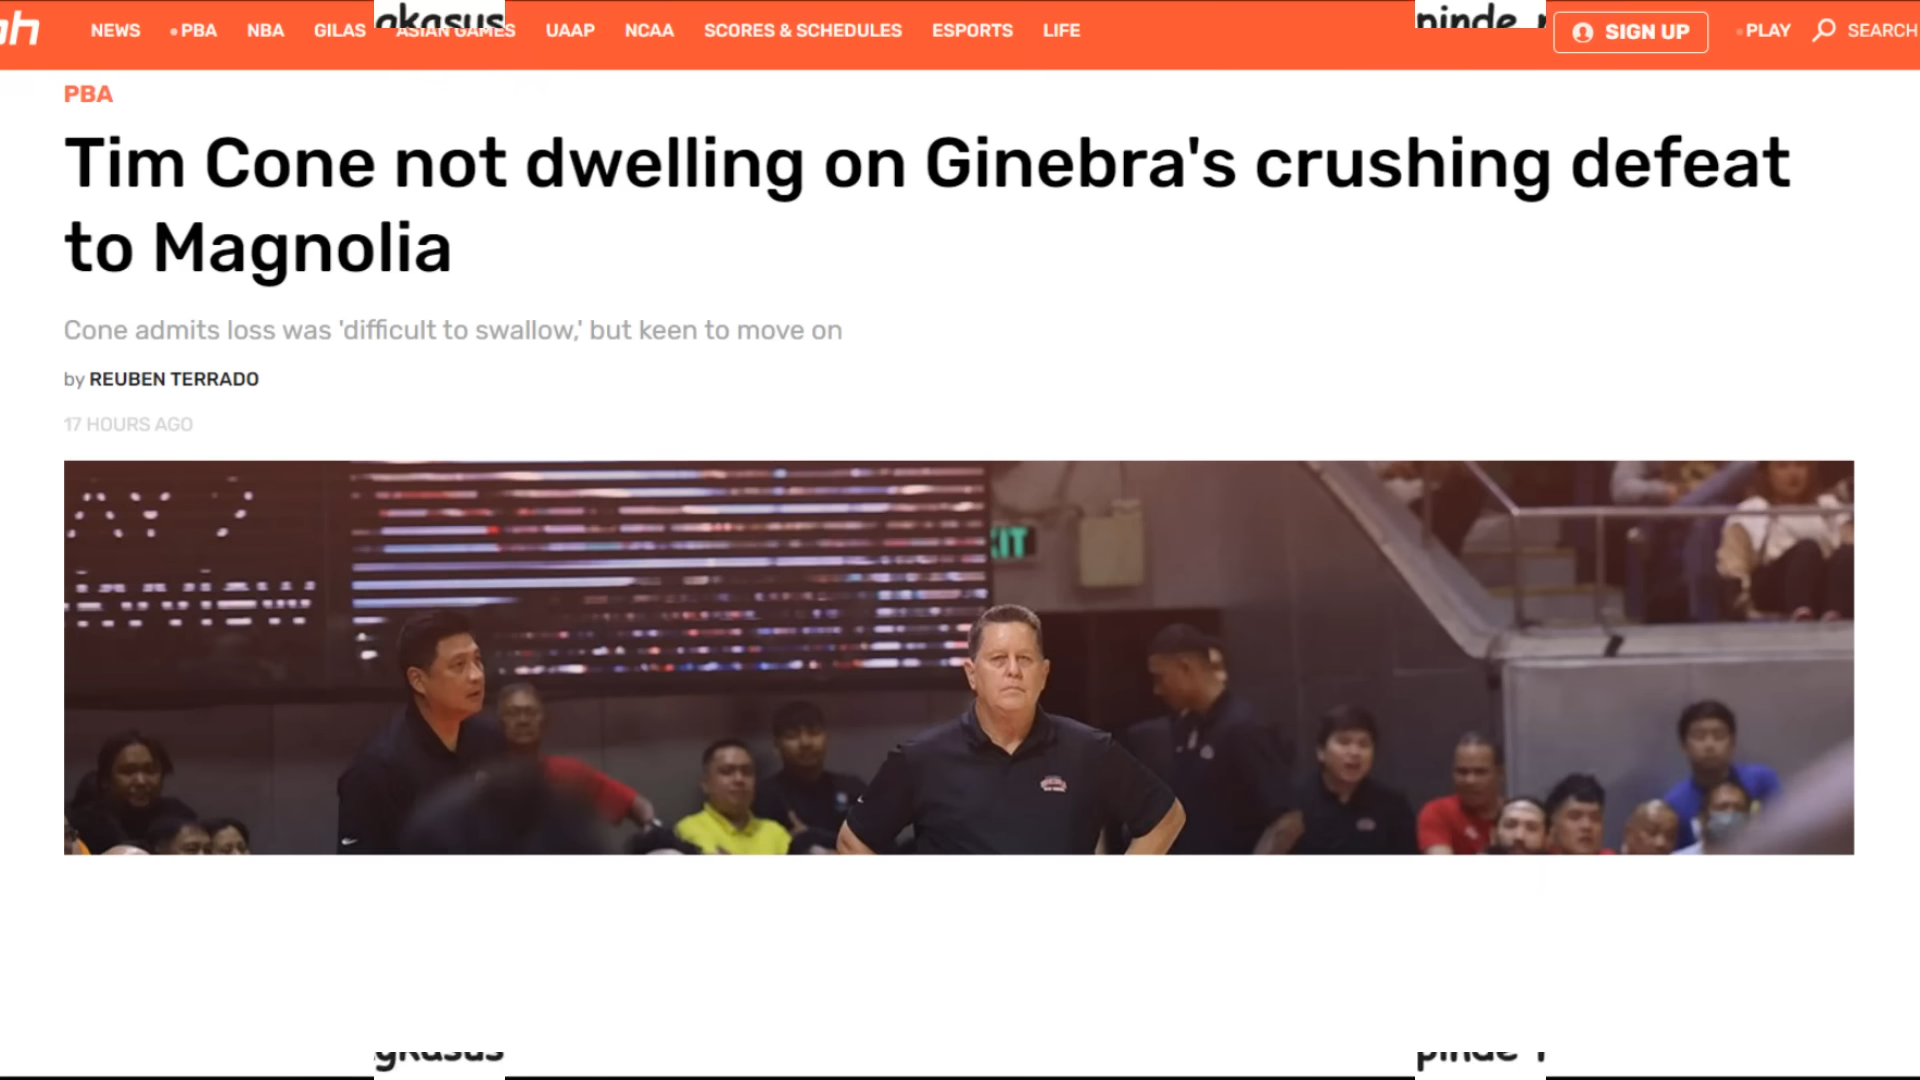 NEWS PBA NBA GILAS ASIAN GAMES UAAP NCAA SCORES & SCHEDULES ESPORTS LIFE SIGN UP PLAY SEARCH
PBA
Tim Cone not dwelling on Ginebra's crushing defeat
to Magnolia
Cone admits loss was 'difficult to swallow,' but keen to move on
by REUBEN TERRADO
17 HOURS AGO